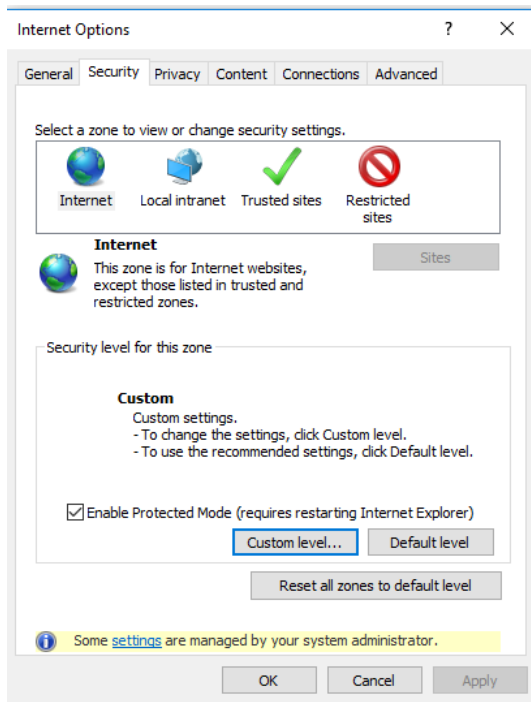 Internet Options ?
General Security Privacy Content Connections Advanced
Select a zone to view or change security settings.
Internet Local intranet Trusted sites Restricted
sites
Internet
Sites
This zone is for Internet websites,
except those listed in trusted and
restricted zones.
Security level for this zone
Custom
Custom settings.
- To change the settings, click Custom level.
- To use the recommended settings, click Default level.
Enable Protected Mode (requires restarting Internet Explorer)
Custom level... Default level
Reset all zones to default level
Some settings are managed by your system administrator.
OK Cancel Apply